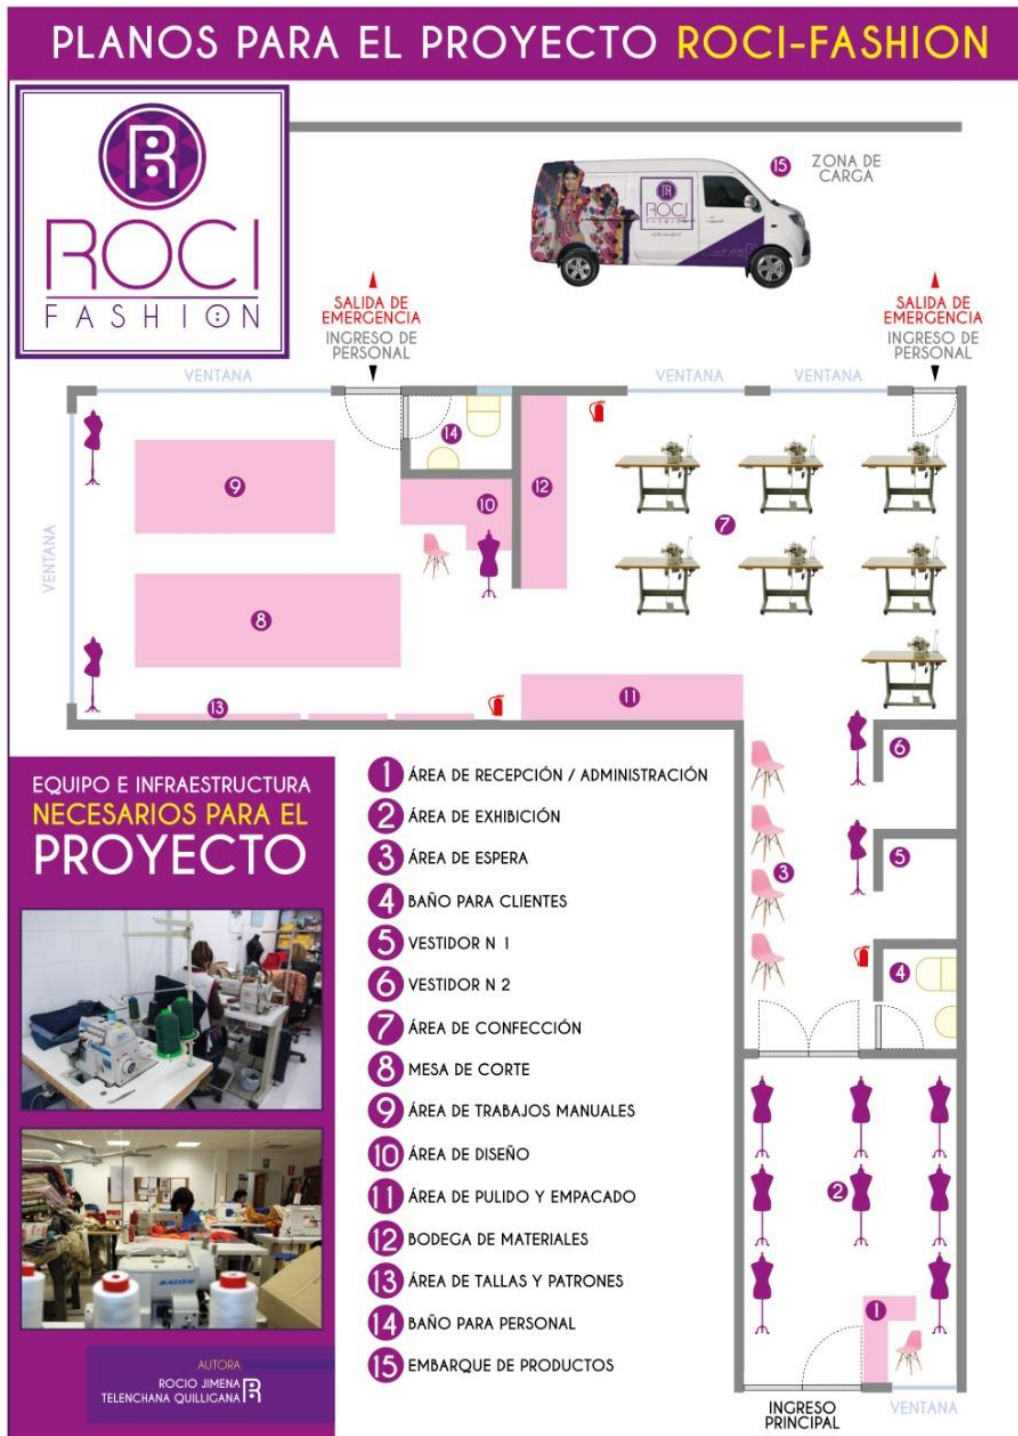 PLANOS PARA EL PROYECTO ROCI-FASHION
R
ROCI
FASHION
ROCI
FASHION
15
ZONA DE
CARGA
SALIDA DE
EMERGENCIA
INGRESO DE
PERSONAL
SALIDA DE
EMERGENCIA
INGRESO DE
PERSONAL
VENTANA
VENTANA
VENTANA
VENTANA
14
9
12
10
7
8
13
11
6
5
3
4
2
1
INGRESO
PRINCIPAL
VENTANA
EQUIPO E INFRAESTRUCTURA
NECESARIOS PARA EL
PROYECTO
AUTORA
ROCIO JIMENA
TELENCHANA QUILLIGANA
R
1 ÁREA DE RECEPCIÓN / ADMINISTRACIÓN
2 ÁREA DE EXHIBICIÓN
3 ÁREA DE ESPERA
4 BAÑO PARA CLIENTES
5 VESTIDOR N 1
6 VESTIDOR N 2
7 ÁREA DE CONFECCIÓN
8 MESA DE CORTE
9 ÁREA DE TRABAJOS MANUALES
10 ÁREA DE DISEÑO
11 ÁREA DE PULIDO Y EMPACADO
12 BODEGA DE MATERIALES
13 ÁREA DE TALLAS Y PATRONES
14 BAÑO PARA PERSONAL
15 EMBARQUE DE PRODUCTOS